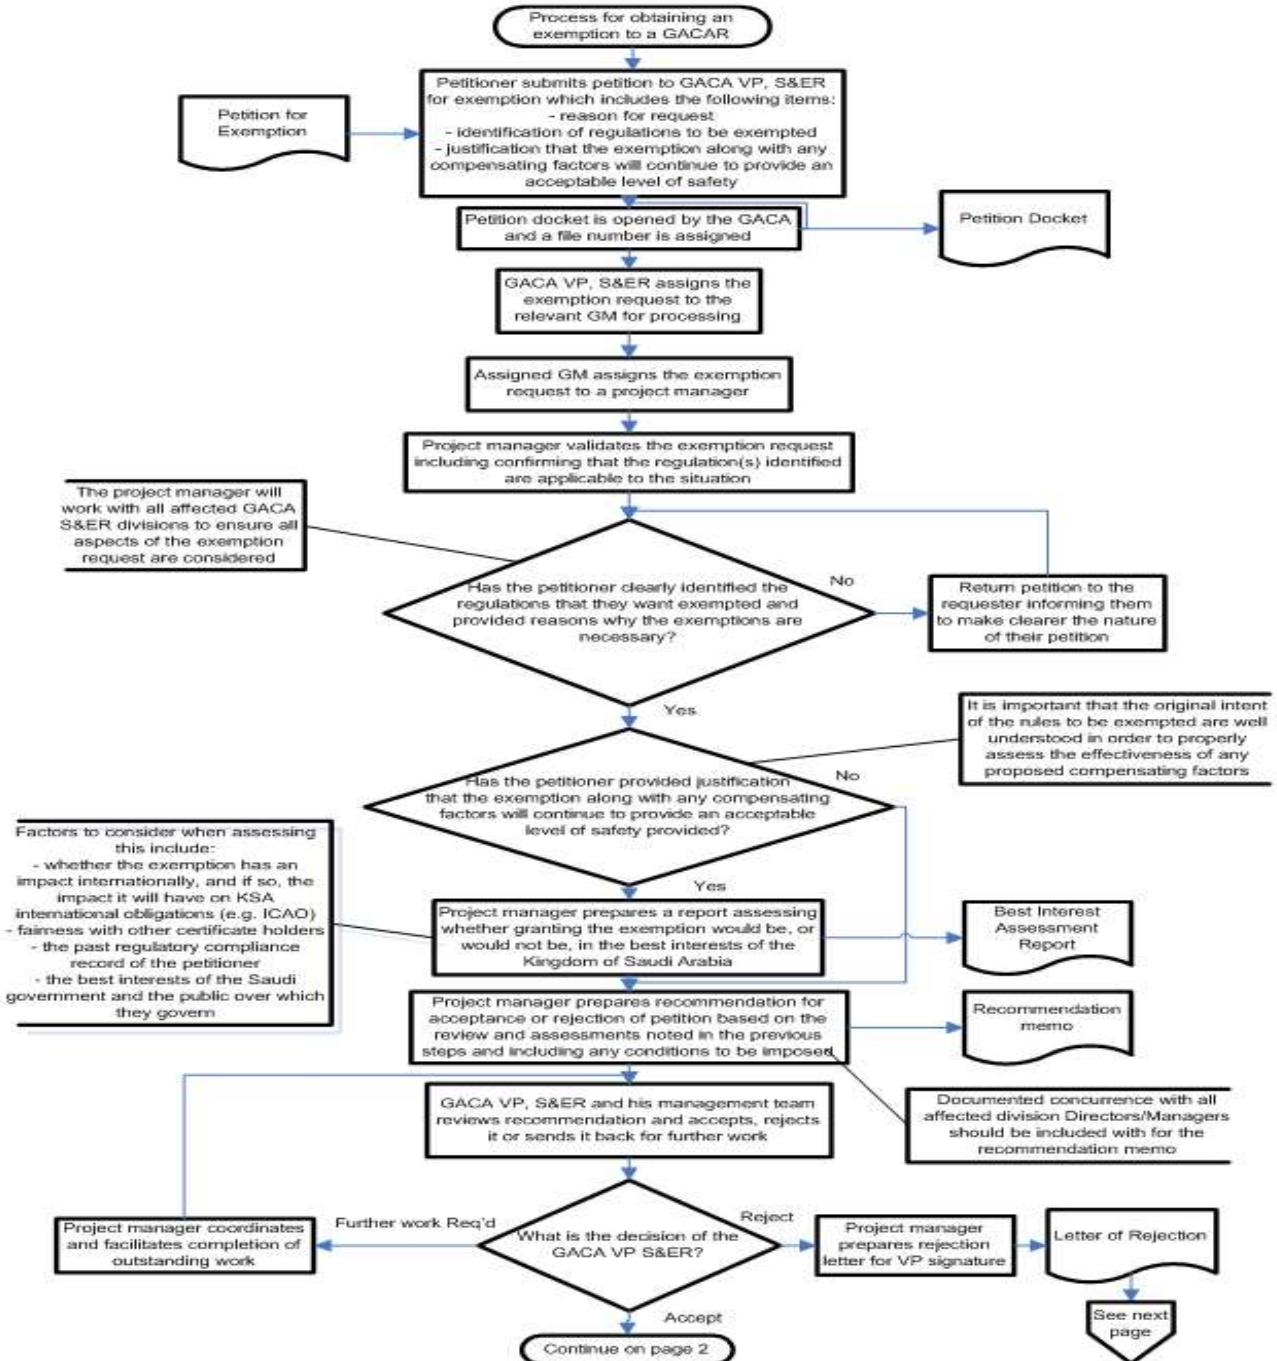 Process for obtaining an
exemption to a GACAR
Petitioner submits petition to GACA VP, S&ER
for exemption which includes the following items:
- reason for request
- identification of regulations to be exempted
- justification that the exemption along with any
compensating factors will continue to provide an
acceptable level of safety
Petition for
Exemption
Petition docket is opened by the GACA
and a file number is assigned
Petition Docket
GACA VP, S&ER assigns the
exemption request to the
relevant GM for processing
Assigned GM assigns the exemption
request to a project manager
Project manager validates the exemption request
including confirming that the regulation(s) identified
are applicable to the situation
The project manager will
work with all affected GACA
S&ER divisions to ensure all
aspects of the exemption
request are considered
Has the petitioner clearly identified the
regulations that they want exempted and
provided reasons why the exemptions are
necessary?
No
Return petition to the
requester informing them
to make clearer the nature
of their petition
Yes
It is important that the original intent
of the rules to be exempted are well
understood in order to properly
assess the effectiveness of any
proposed compensating factors
Has the petitioner provided justification
that the exemption along with any compensating
factors will continue to provide an acceptable
level of safety provided?
No
Yes
Factors to consider when assessing
this include:
- whether the exemption has an
impact internationally, and if so, the
impact it will have on KSA
international obligations (e.g. ICAO)
- fairness with other certificate holders
- the past regulatory compliance
record of the petitioner
- the best interests of the Saudi
government and the public over which
they govern
Project manager prepares a report assessing
whether granting the exemption would be, or
would not be, in the best interests of the
Kingdom of Saudi Arabia
Best Interest
Assessment
Report
Project manager prepares recommendation for
acceptance or rejection of petition based on the
review and assessments noted in the previous
steps and including any conditions to be imposed
Recommendation
memo
Documented concurrence with all
affected division Directors/Managers
should be included with for the
recommendation memo
GACA VP, S&ER and his management team
reviews recommendation and accepts, rejects
it or sends it back for further work
What is the decision of the
GACA VP S&ER?
Further work Req'd
Project manager coordinates
and facilitates completion of
outstanding work
Reject
Project manager
prepares rejection
letter for VP signature
Letter of Rejection
See next
page
Accept
Continue on page 2